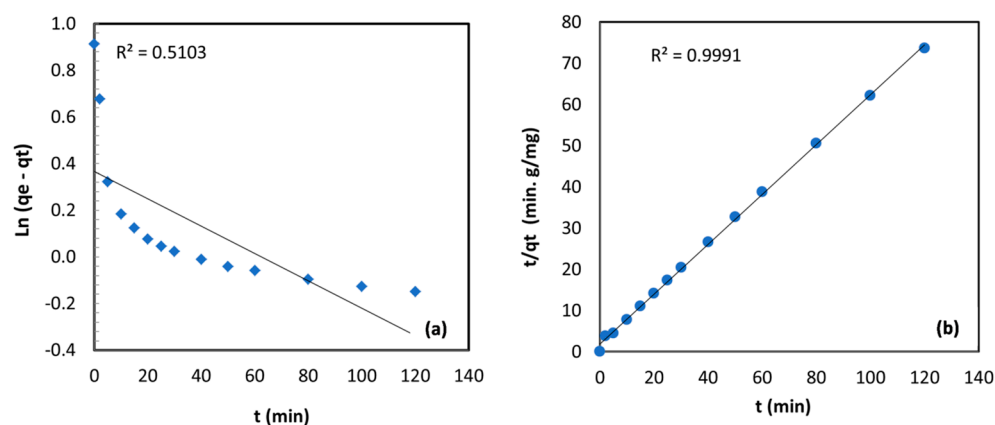 R² = 0.5103
1.0
0.8
0.6
0.4
0.2
0.0
-0.2
-0.4
Ln (qe - qt)
(a)
0 20 40 60 80 100 120 140
t (min)
R² = 0.9991
80
70
60
50
40
30
20
10
0
t/qt (min. g/mg)
(b)
0 20 40 60 80 100 120 140
t (min)